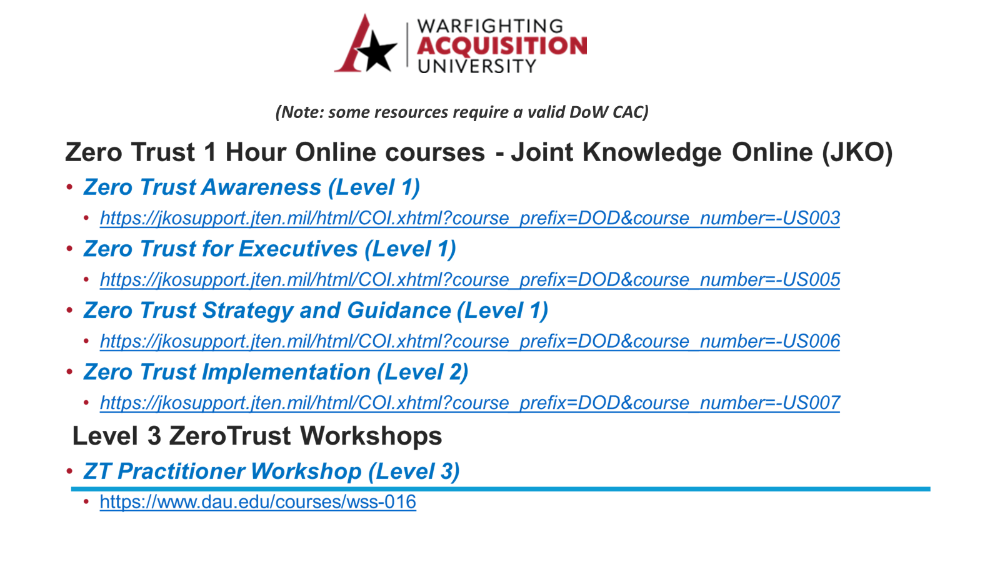 WARFIGHTING
ACQUISITION
UNIVERSITY
(Note: some resources require a valid DoW CAC)
Zero Trust 1 Hour Online courses - Joint Knowledge Online (JKO)
• Zero Trust Awareness (Level 1)
• https://jkosupport.jten.mil/html/COI.xhtml?course_prefix=DOD&course_number=-US003
• Zero Trust for Executives (Level 1)
• https://jkosupport.jten.mil/html/COI.xhtml?course_prefix=DOD&course_number=-US005
• Zero Trust Strategy and Guidance (Level 1)
• https://jkosupport.jten.mil/html/COI.xhtml?course_prefix=DOD&course_number=-US006
• Zero Trust Implementation (Level 2)
• https://jkosupport.jten.mil/html/COI.xhtml?course_prefix=DOD&course_number=-US007
Level 3 ZeroTrust Workshops
• ZT Practitioner Workshop (Level 3)
• https://www.dau.edu/courses/wss-016